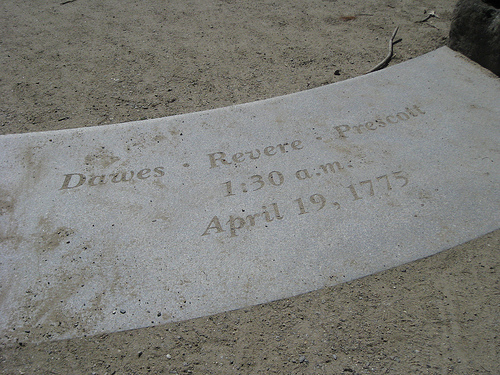 Dawes · Revere · Prescott
1:30 a.m.
April 19, 1775